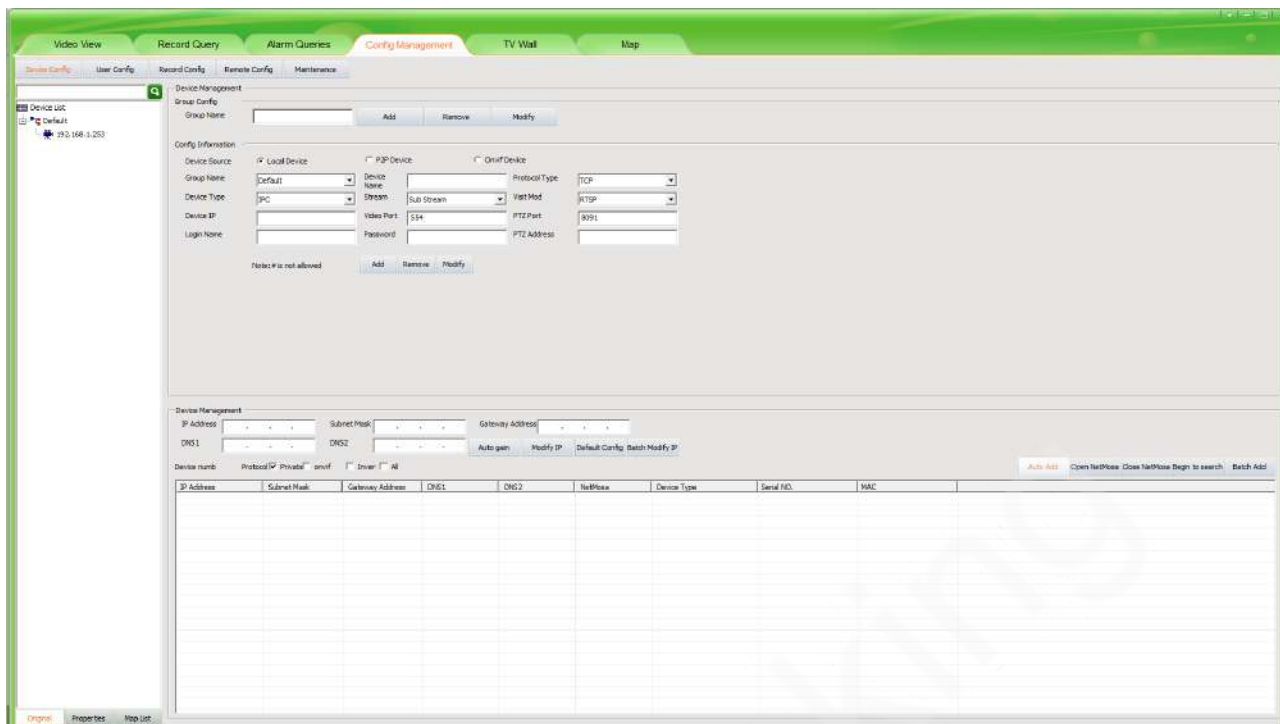 Video View Record Query Alarm Queries Config Management TV Wall Map
Device Config User Config Record Config Remote Config Maintenance
Device Management
Device List
Default
192.168.1.253
Group Config
Group Name Add Remove Modify
Config Information
Device Source Local Device P2P Device Onvif Device
Group Name Default Device Name Protocol Type TCP
Device Type IPC Stream Sub Stream Visit Mod RTSP
Device IP Video Port 554 PTZ Port 8091
Login Name Password PTZ Address
Note:# is not allowed Add Remove Modify
Device Management
IP Address Subnet Mask Gateway Address
DNS1 DNS2 Auto gain Modify IP Default Config Batch Modify IP
Device numb Protocol Private onvif Inver All Auto Add Open NetMose Close NetMose Begin to search Batch Add
IP Address Subnet Mask Gateway Address DNS1 DNS2 NetMose Device Type Serial NO. MAC
king
Original Properties Map List